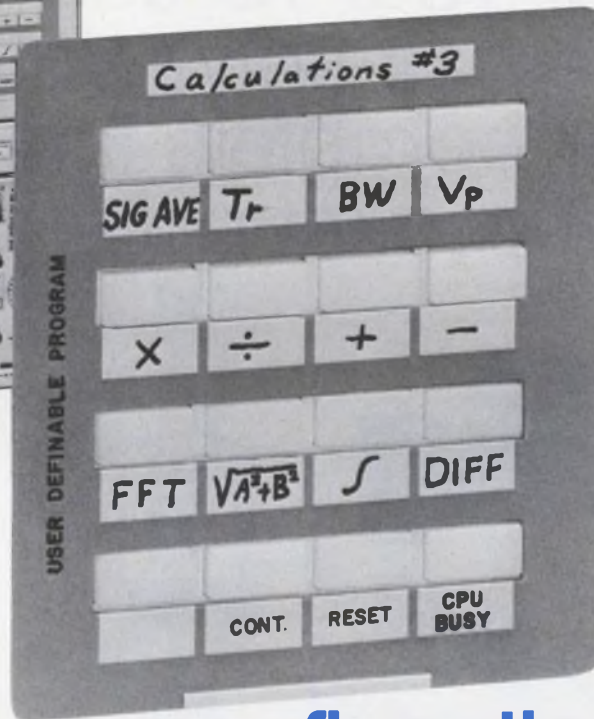 Calculations #3
SIG AVE Tr BW Vp
× ÷ + −
USER DEFINABLE PROGRAM
FFT √A²+B² ∫ DIFF
CONT. RESET CPU BUSY